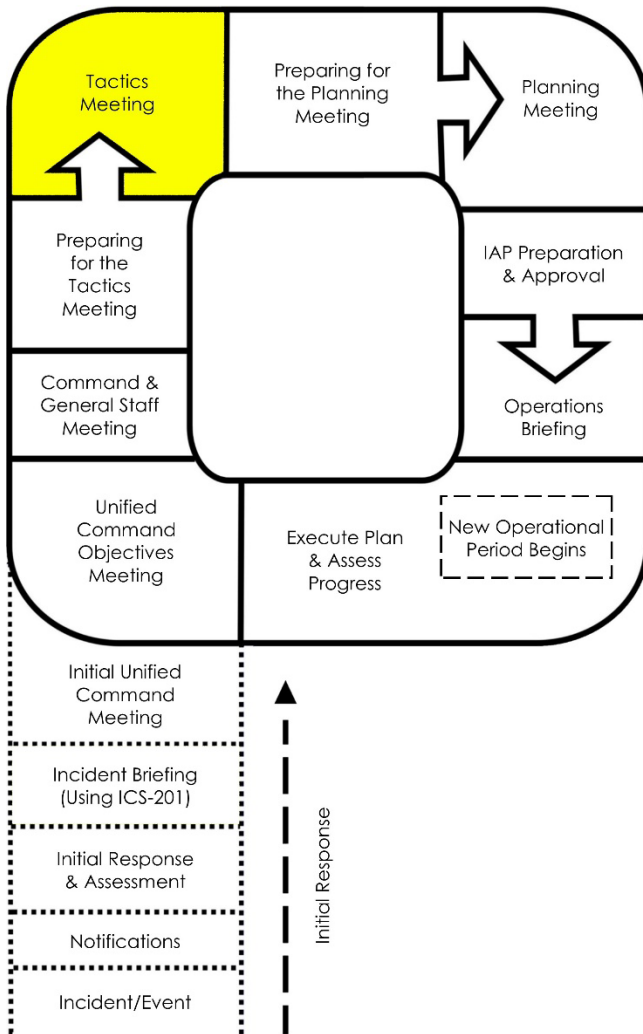 Tactics
Meeting
Preparing for
the Planning
Meeting
Planning
Meeting
Preparing
for the
Tactics
Meeting
IAP Preparation
& Approval
Command &
General Staff
Meeting
Operations
Briefing
Unified
Command
Objectives
Meeting
Execute Plan
& Assess
Progress
New Operational
Period Begins
Initial Unified
Command
Meeting
Incident Briefing
(Using ICS-201)
Initial Response
& Assessment
Notifications
Incident/Event
Initial Response